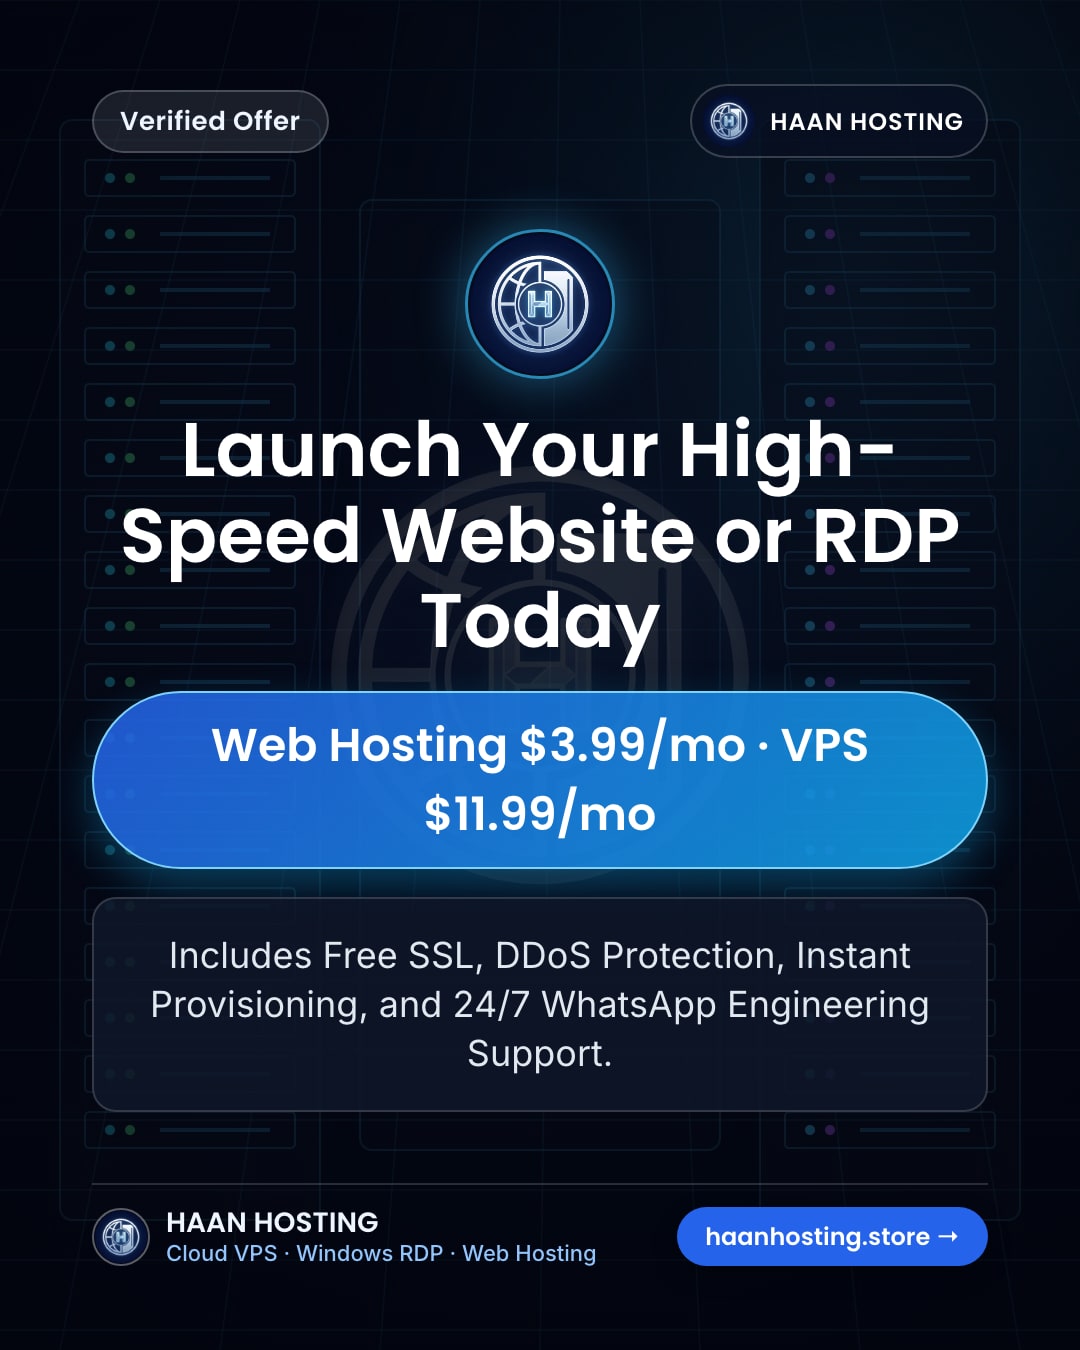 Verified Offer
HAAN HOSTING
H
Launch Your High-
Speed Website or RDP
Today
Web Hosting $3.99/mo · VPS
$11.99/mo
Includes Free SSL, DDoS Protection, Instant
Provisioning, and 24/7 WhatsApp Engineering
Support.
HAAN HOSTING
Cloud VPS · Windows RDP · Web Hosting
haanhosting.store →